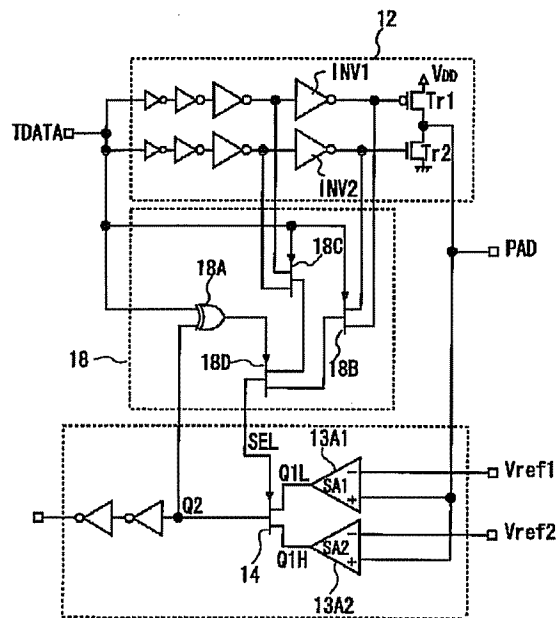 12
INV1
VDD
Tr1
TDATA
Tr2
INV2
18C
PAD
18A
18
18D
18B
SEL
13A1
Q1L
SA1
Vref1
Q2
SA2
Vref2
14
Q1H
13A2